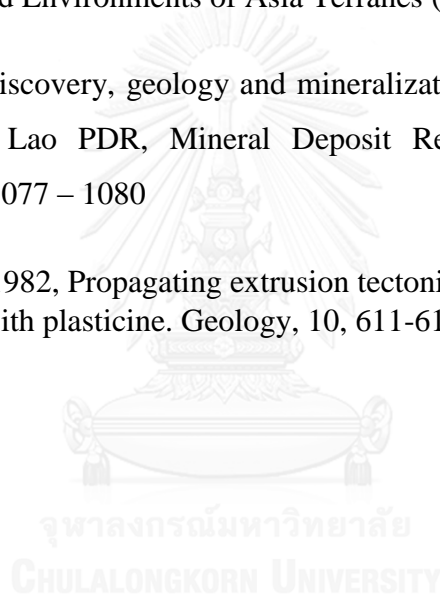 d Environments of Asia Terranes (
iscovery, geology and mineralizat
Lao PDR, Mineral Deposit Re
077 – 1080
982, Propagating extrusion tectoni
ith plasticine. Geology, 10, 611-61
จุฬาลงกรณ์มหาวิทยาลัย
CHULALONGKORN UNIVERSITY